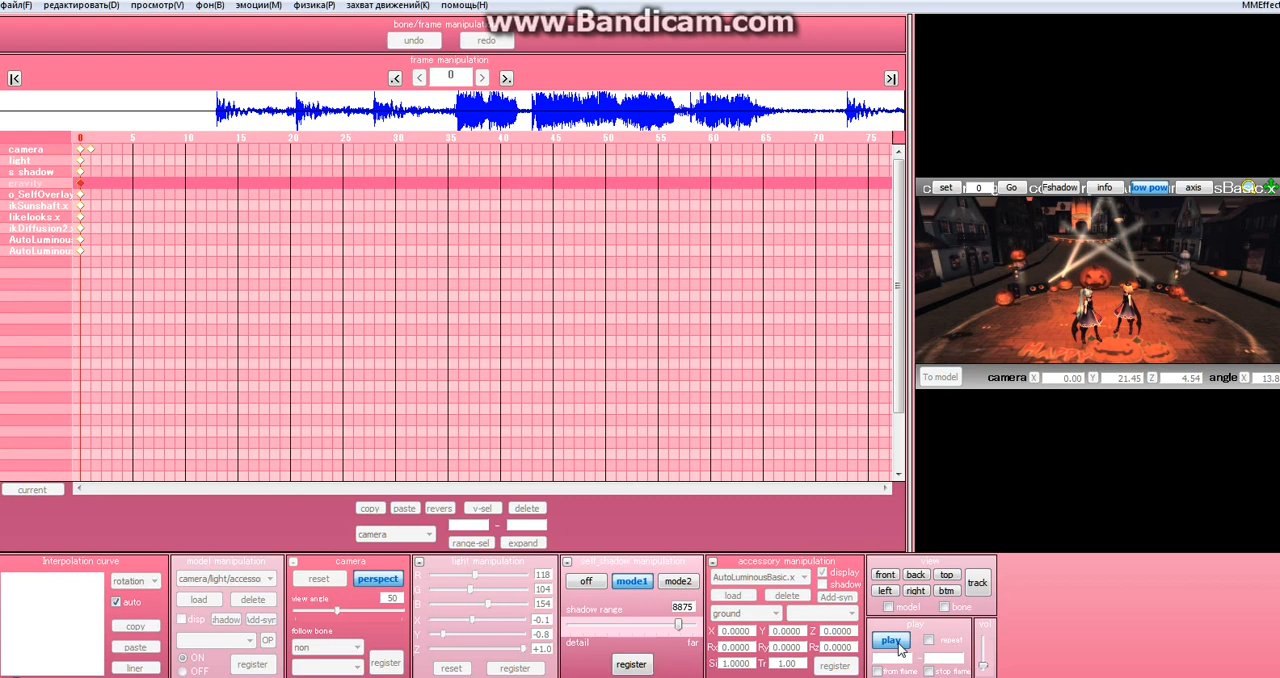 файл(F) редактировать(D) просмотр(V) фон(B) эмоции(M) физика(P) захват движений(K) помощь(H) MMEffect
www.Bandicam.com
bone/frame manipulat
undo redo
frame manipulation
0
0 5 10 15 20 25 30 35 40 45 50 55 60 65 70 75
camera
light
s shadow
gravity
o_SelfOverlay
ikSunshaft.x
likelooks.x
ikDiffusion2.
AutoLuminou
AutoLuminou
set 0 Go Fshadow info low pow axis sBasic.x
To model camera X 0.00 Y 21.45 Z 4.54 angle X 13.8
current
copy paste revers v-sel delete
camera -
range-sel expand
Interpolation curve
rotation
auto
copy
paste
liner
model manipulation
camera/light/accesso
load delete
disp shadow Add-syn
OP
ON
OFF
register
camera
reset perspect
view angle 50
follow bone
non
register
light manipulation
R 118
G 104
B 154
X -0.1
Y -0.8
Z +1.0
reset register
self_shadow manipulation
off mode1 mode2
shadow range 8875
detail far
register
accessory manipulation
AutoLuminousBasic.x display
shadow
load delete Add-syn
ground
X 0.0000 Y 0.0000 Z 0.0000
Rx 0.0000 Ry 0.0000 Rz 0.0000
Si 1.0000 Tr 1.00 register
view
front back top
left right btm
track
model bone
play
play repeat
-
from flame stop flame
vol